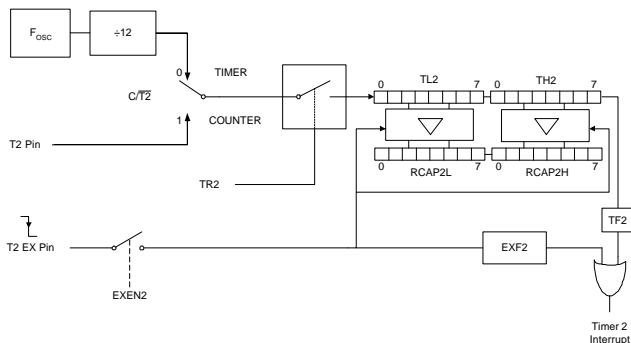 F_OSC
÷12
0
TIMER
C/T2
1
COUNTER
T2 Pin
TR2
0 TL2 7
0 TH2 7
0 7
RCAP2L
0 7
RCAP2H
TF2
T2 EX Pin
EXF2
EXEN2
Timer 2
Interrupt